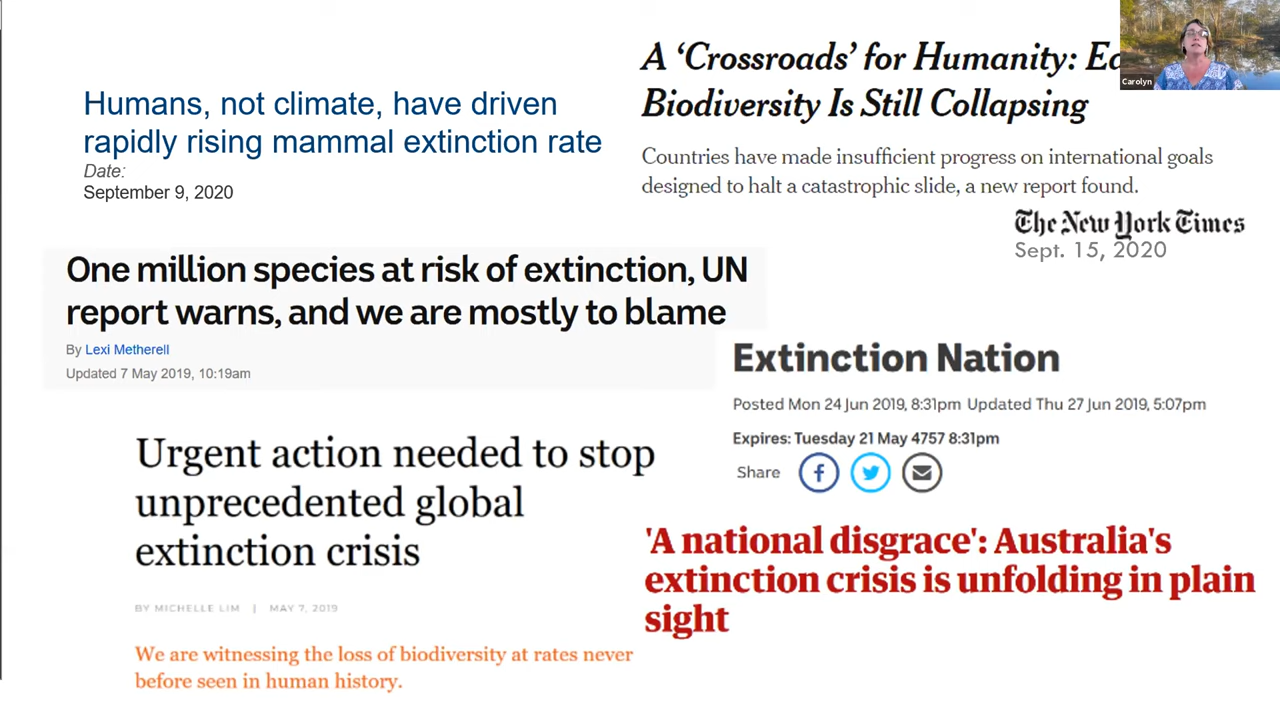 Humans, not climate, have driven
rapidly rising mammal extinction rate
Date:
September 9, 2020
A ‘Crossroads’ for Humanity:
Biodiversity Is Still Collapsing
Countries have made insufficient progress on international goals
designed to halt a catastrophic slide, a new report found.
The New York Times
Sept. 15, 2020
Carolyn
One million species at risk of extinction, UN
report warns, and we are mostly to blame
By Lexi Metherell
Updated 7 May 2019, 10:19am
Extinction Nation
Posted Mon 24 Jun 2019, 8:31pm Updated Thu 27 Jun 2019, 5:07pm
Expires: Tuesday 21 May 4757 8:31pm
Share
Urgent action needed to stop
unprecedented global
extinction crisis
BY MICHELLE LIM | MAY 7, 2019
We are witnessing the loss of biodiversity at rates never
before seen in human history.
'A national disgrace': Australia's
extinction crisis is unfolding in plain
sight